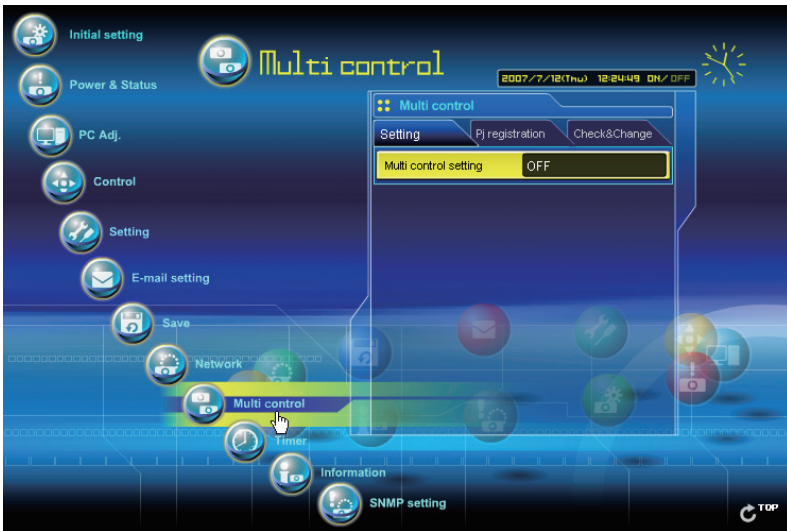 Initial setting
Power & Status
PC Adj.
Control
Setting
E-mail setting
Save
Network
Multi control
Timer
Information
SNMP setting
Multi control
2007/7/12(Thu) 12:24:49 ON/OFF
Multi control
Setting Pj registration Check&Change
Multi control setting OFF
TOP